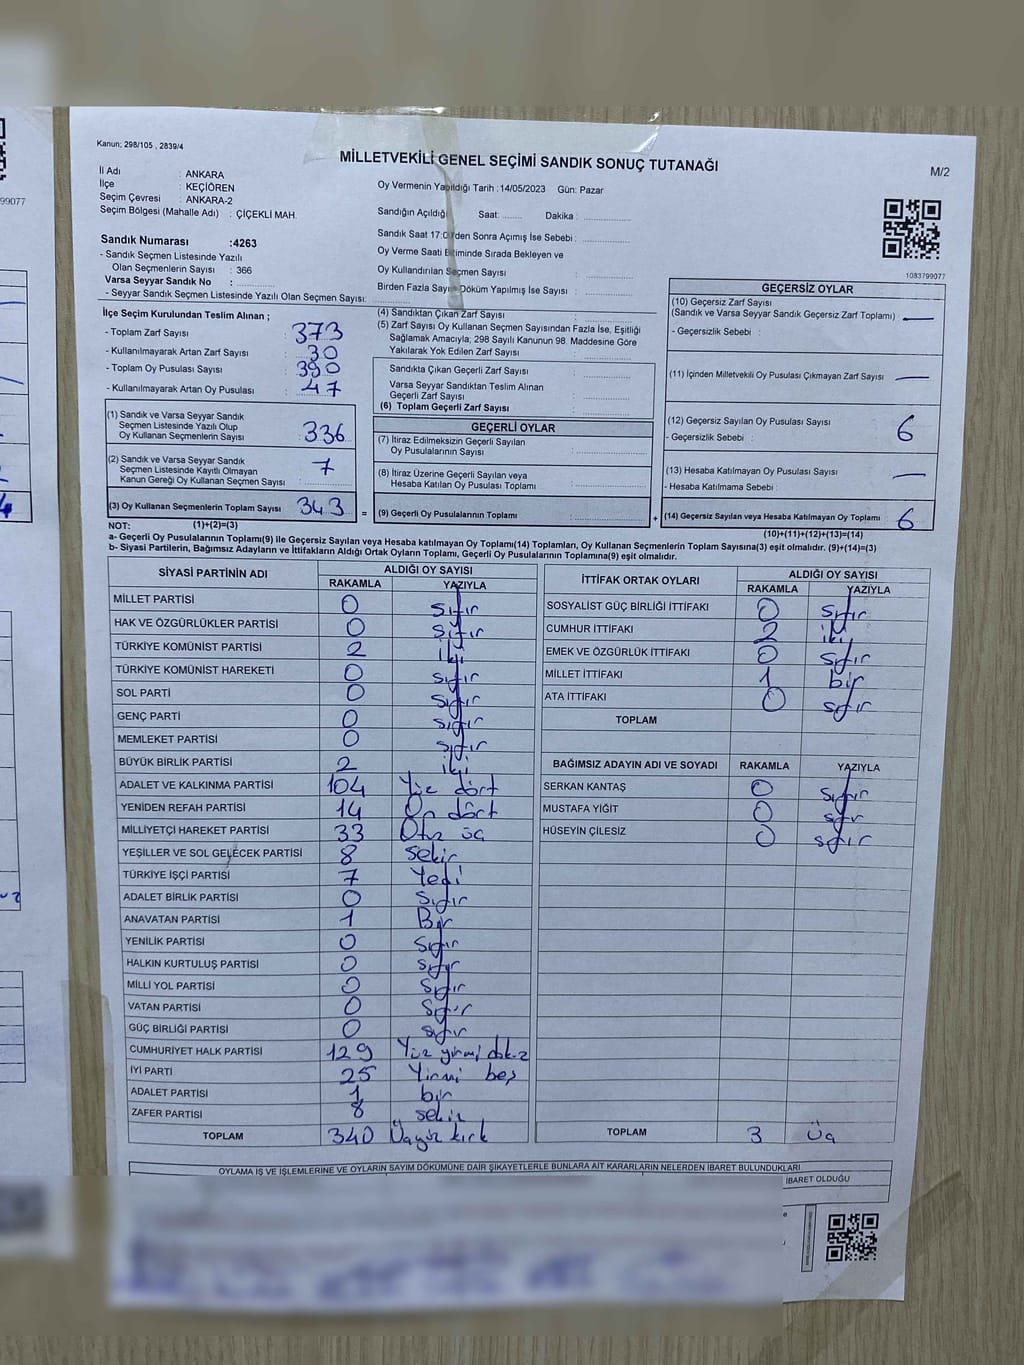 Kanun; 298/105 , 2839/4
MİLLETVEKİLİ GENEL SEÇİMİ SANDIK SONUÇ TUTANAĞI
M/2
İl Adı : ANKARA
İlçe : KEÇİÖREN
Seçim Çevresi : ANKARA-2
Seçim Bölgesi (Mahalle Adı) : ÇİÇEKLİ MAH.
Sandık Numarası :4263
- Sandık Seçmen Listesinde Yazılı
Olan Seçmenlerin Sayısı : 366
Varsa Seyyar Sandık No :
- Seyyar Sandık Seçmen Listesinde Yazılı Olan Seçmen Sayısı:
Oy Vermenin Yapıldığı Tarih :14/05/2023 Gün: Pazar
Sandığın Açıldığı Saat: ........ Dakika : ................
Sandık Saat 17:00'den Sonra Açımış İse Sebebi : ................
Oy Verme Saati Bitiminde Sırada Bekleyen ve
Oy Kullandırılan Seçmen Sayısı : ................
Birden Fazla Sayım Döküm Yapılmış İse Sayısı : ................
1083799077
99077
İlçe Seçim Kurulundan Teslim Alınan ;
- Toplam Zarf Sayısı : 373
- Kullanılmayarak Artan Zarf Sayısı : 30
- Toplam Oy Pusulası Sayısı : 390
- Kullanılmayarak Artan Oy Pusulası : 47
(1) Sandık ve Varsa Seyyar Sandık
Seçmen Listesinde Yazılı Olup
Oy Kullanan Seçmenlerin Sayısı : 336
(2) Sandık ve Varsa Seyyar Sandık
Seçmen Listesinde Kayıtlı Olmayan
Kanun Gereği Oy Kullanan Seçmen Sayısı : 7
(3) Oy Kullanan Seçmenlerin Toplam Sayısı : 343 =
(1)+(2)=(3)
(4) Sandıktan Çıkan Zarf Sayısı :
(5) Zarf Sayısı Oy Kullanan Seçmen Sayısından Fazla İse, Eşitliği
Sağlamak Amacıyla; 298 Sayılı Kanunun 98. Maddesine Göre
Yakılarak Yok Edilen Zarf Sayısı :
Sandıkta Çıkan Geçerli Zarf Sayısı :
Varsa Seyyar Sandıktan Teslim Alınan
Geçerli Zarf Sayısı :
(6) Toplam Geçerli Zarf Sayısı :
GEÇERLİ OYLAR
(7) İtiraz Edilmeksizin Geçerli Sayılan
Oy Pusulalarının Sayısı :
(8) İtiraz Üzerine Geçerli Sayılan veya
Hesaba Katılan Oy Pusulası Toplamı :
(9) Geçerli Oy Pusulalarının Toplamı : +
GEÇERSİZ OYLAR
(10) Geçersiz Zarf Sayısı
(Sandık ve Varsa Seyyar Sandık Geçersiz Zarf Toplamı) : —
- Geçersizlik Sebebi :
(11) İçinden Milletvekili Oy Pusulası Çıkmayan Zarf Sayısı : —
(12) Geçersiz Sayılan Oy Pusulası Sayısı : 6
- Geçersizlik Sebebi :
(13) Hesaba Katılmayan Oy Pusulası Sayısı : —
- Hesaba Katılmama Sebebi :
(14) Geçersiz Sayılan veya Hesaba Katılmayan Oy Pusulası Toplamı : 6
(10)+(11)+(12)+(13)=(14)
NOT:
a- Geçerli Oy Pusulalarının Toplamı(9) ile Geçersiz Sayılan veya Hesaba katılmayan Oy Pusulası Toplamı(14) Toplamları, Oy Kullanan Seçmenlerin Toplam Sayısına(3) eşit olmalıdır. (9)+(14)=(3)
b- Siyasi Partilerin, Bağımsız Adayların ve İttifakların Aldığı Ortak Oyların Toplamı, Geçerli Oy Pusulalarının Toplamına(9) eşit olmalıdır.
SİYASİ PARTİNİN ADI ALDIĞI OY SAYISI
RAKAMLA YAZIYLA
MİLLET PARTİSİ 0 sıfır
HAK VE ÖZGÜRLÜKLER PARTİSİ 0 sıfır
TÜRKİYE KOMÜNİST PARTİSİ 2 iki
TÜRKİYE KOMÜNİST HAREKETİ 0 sıfır
SOL PARTİ 0 sıfır
GENÇ PARTİ 0 sıfır
MEMLEKET PARTİSİ 0 sıfır
BÜYÜK BİRLİK PARTİSİ 2 iki
ADALET VE KALKINMA PARTİSİ 104 Yüz dört
YENİDEN REFAH PARTİSİ 14 On dört
MİLLİYETÇİ HAREKET PARTİSİ 33 Otuz üç
YEŞİLLER VE SOL GELECEK PARTİSİ 8 sekiz
TÜRKİYE İŞÇİ PARTİSİ 7 Yedi
ADALET BİRLİK PARTİSİ 0 sıfır
ANAVATAN PARTİSİ 1 Bir
YENİLİK PARTİSİ 0 sıfır
HALKIN KURTULUŞ PARTİSİ 0 sıfır
MİLLİ YOL PARTİSİ 0 sıfır
VATAN PARTİSİ 0 sıfır
GÜÇ BİRLİĞİ PARTİSİ 0 sıfır
CUMHURİYET HALK PARTİSİ 129 Yüz yirmi dokuz
İYİ PARTİ 25 Yirmi beş
ADALET PARTİSİ 1 bir
ZAFER PARTİSİ 8 sekiz
TOPLAM 340 Üçyüz kırk
İTTİFAK ORTAK OYLARI ALDIĞI OY SAYISI
RAKAMLA YAZIYLA
SOSYALİST GÜÇ BİRLİĞİ İTTİFAKI 0 sıfır
CUMHUR İTTİFAKI 2 iki
EMEK VE ÖZGÜRLÜK İTTİFAKI 0 sıfır
MİLLET İTTİFAKI 1 bir
ATA İTTİFAKI 0 sıfır
TOPLAM
BAĞIMSIZ ADAYIN ADI VE SOYADI RAKAMLA YAZIYLA
SERKAN KANTAŞ 0 sıfır
MUSTAFA YİĞİT 0 sıfır
HÜSEYİN ÇİLESİZ 0 sıfır
TOPLAM 3 Üç
OYLAMA İŞ VE İŞLEMLERİNE VE OYLARIN SAYIM DÖKÜMÜNE DAİR ŞİKAYETLERLE BUNLARA AİT KARARLARIN NELERDEN İBARET BULUNDUKLARI
İBARET OLDUĞU